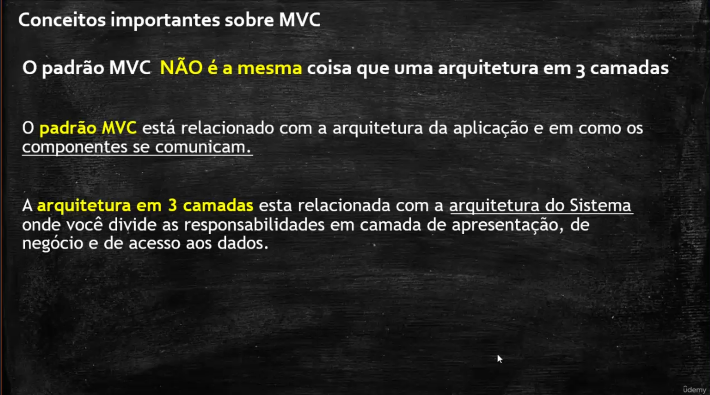 Conceitos importantes sobre MVC
O padrão MVC NÃO é a mesma coisa que uma arquitetura em 3 camadas
O padrão MVC está relacionado com a arquitetura da aplicação e em como os
componentes se comunicam.
A arquitetura em 3 camadas esta relacionada com a arquitetura do Sistema
onde você divide as responsabilidades em camada de apresentação, de
negócio e de acesso aos dados.
ûdemy